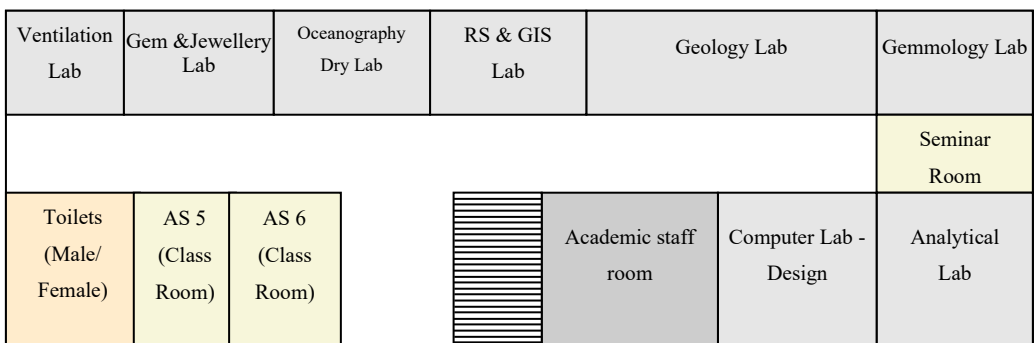 Ventilation
Lab
Gem &Jewellery
Lab
Oceanography
Dry Lab
RS & GIS
Lab
Geology Lab
Gemmology Lab
Seminar
Room
Toilets
(Male/
Female)
AS 5
(Class
Room)
AS 6
(Class
Room)
Academic staff
room
Computer Lab -
Design
Analytical
Lab